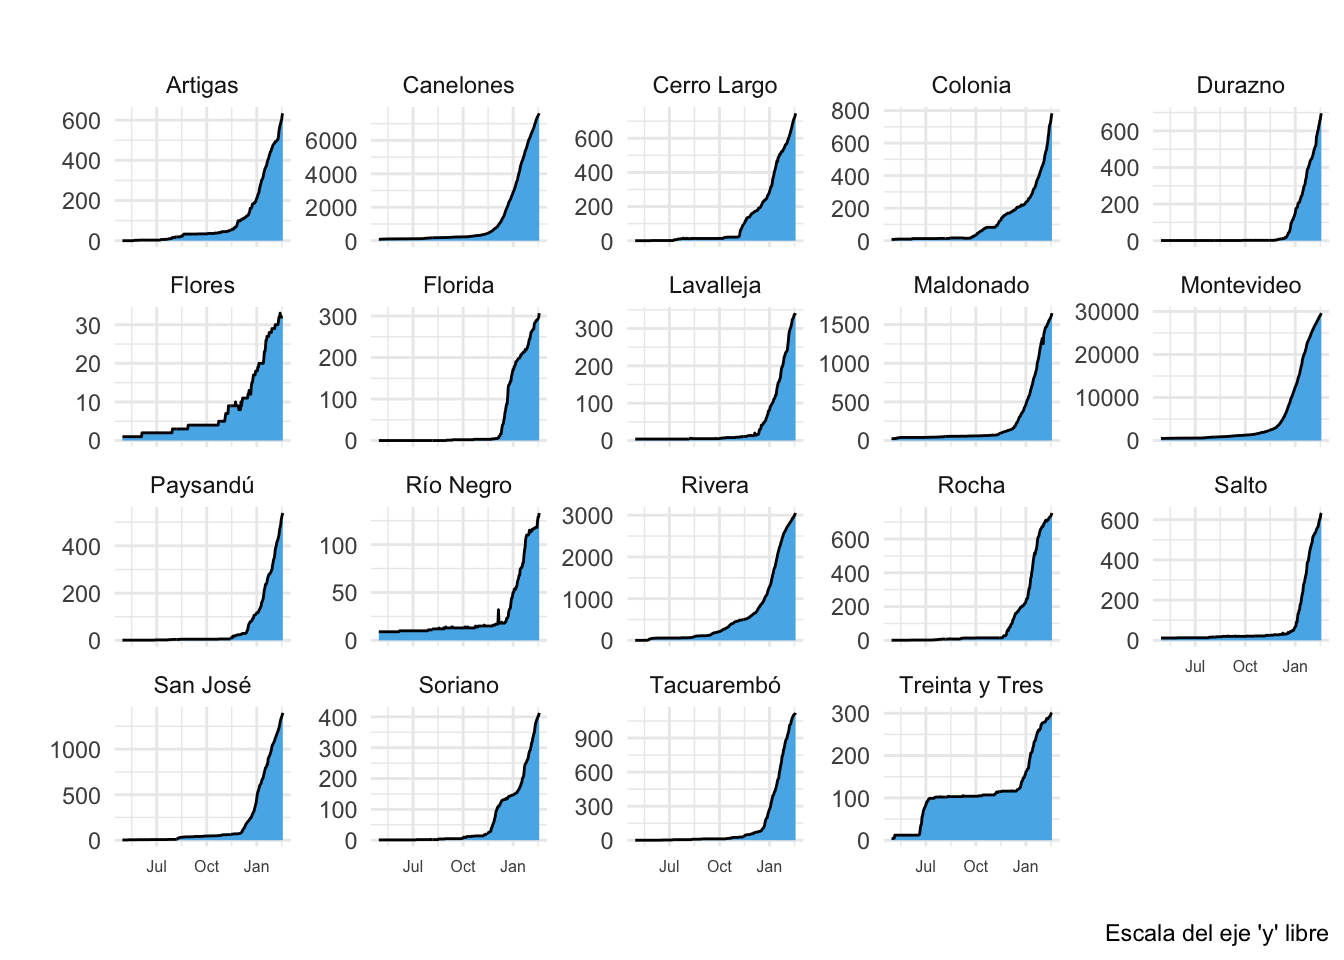 Artigas Canelones Cerro Largo Colonia Durazno
600 400 200 0
6000 4000 2000 0
600 400 200 0
800 600 400 200 0
600 400 200 0
Flores Florida Lavalleja Maldonado Montevideo
30 20 10 0
300 200 100 0
300 200 100 0
1500 1000 500 0
30000 20000 10000 0
Paysandú Río Negro Rivera Rocha Salto
400 200 0
100 50 0
3000 2000 1000 0
600 400 200 0
600 400 200 0
Jul Oct Jan
San José Soriano Tacuarembó Treinta y Tres
1000 500 0
400 300 200 100 0
900 600 300 0
300 200 100 0
Jul Oct Jan Jul Oct Jan Jul Oct Jan Jul Oct Jan
Escala del eje 'y' libre